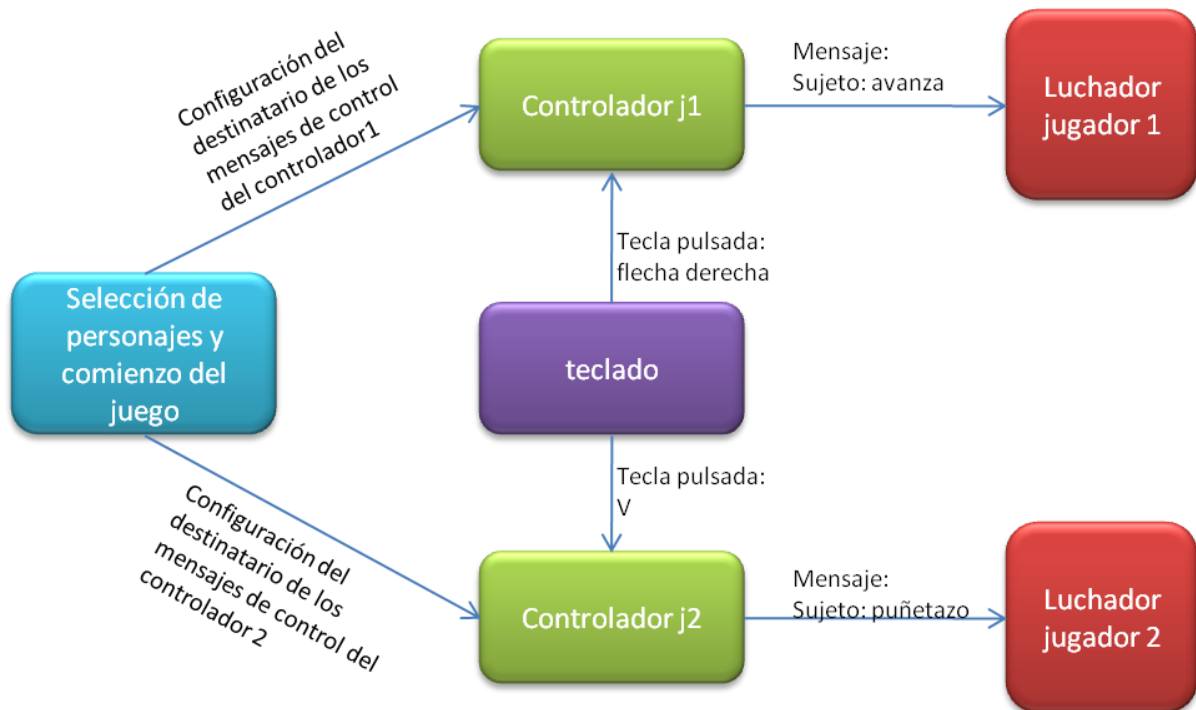 Configuración del
destinatario de los
mensajes de control
del controlador1
Controlador j1
Mensaje:
Sujeto: avanza
Luchador
jugador 1
Tecla pulsada:
flecha derecha
Selección de
personajes y
comienzo del
juego
teclado
Tecla pulsada:
V
Configuración del
destinatario de los
mensajes de control del
controlador 2
Controlador j2
Mensaje:
Sujeto: puñetazo
Luchador
jugador 2